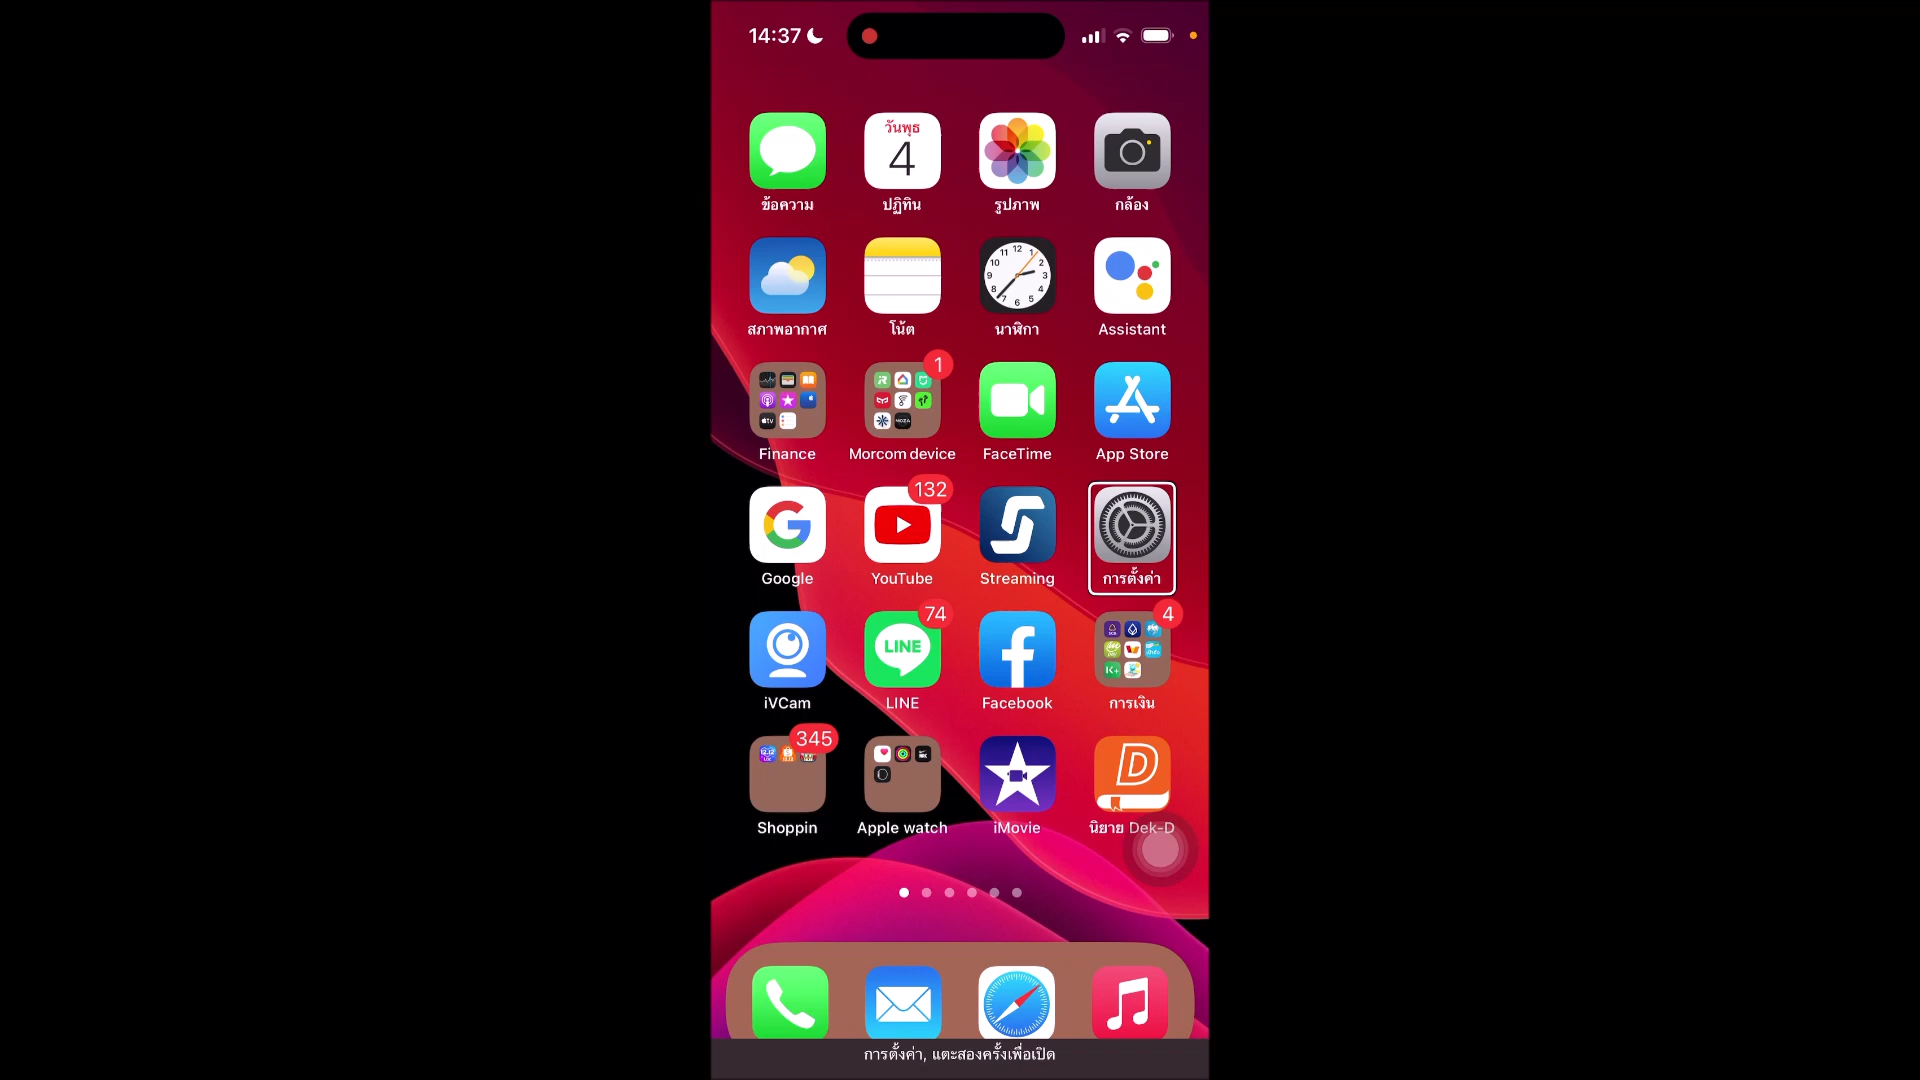 14:37
วันพุธ
4
ข้อความ
ปฏิทิน
รูปภาพ
กล้อง
สภาพอากาศ
โน้ต
นาฬิกา
Assistant
1
Finance
Morcom device
FaceTime
App Store
132
Google
YouTube
Streaming
การตั้งค่า
74
4
LINE
iVCam
LINE
Facebook
การเงิน
345
Shoppin
Apple watch
iMovie
นิยาย Dek-D
การตั้งค่า, แตะสองครั้งเพื่อเปิด